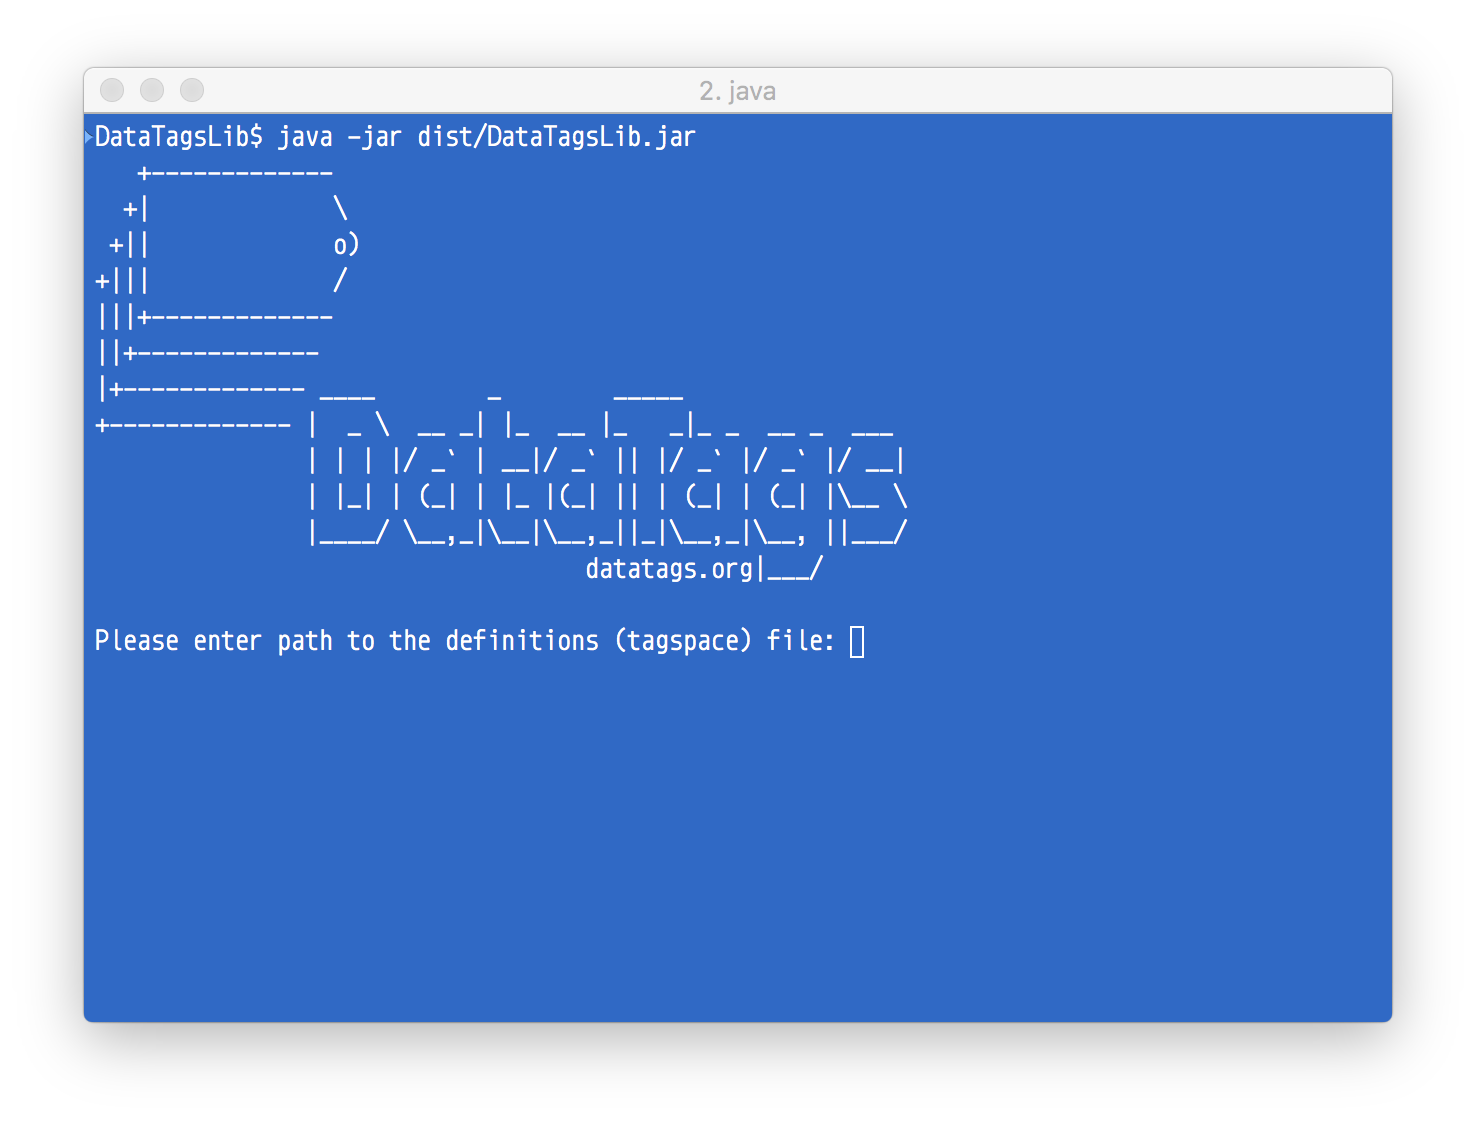 2. java
DataTagsLib$ java -jar dist/DataTagsLib.jar
   +-------------
  +|             \
 +||             o)
+|||             /
|||+-------------
||+-------------
|+------------- ____        _        _____
+------------- |  _ \  __ _| |_  __ |_   _|_ _  __ _  ___
               | | | |/ _` | __|/ _` || |/ _` |/ _` |/ __|
               | |_| | (_| | |_ |(_| || | (_| | (_| |\__ \
               |____/ \__,_|\__|\__,_||_|\__,_|\__, ||___/
                                   datatags.org|___/
Please enter path to the definitions (tagspace) file: